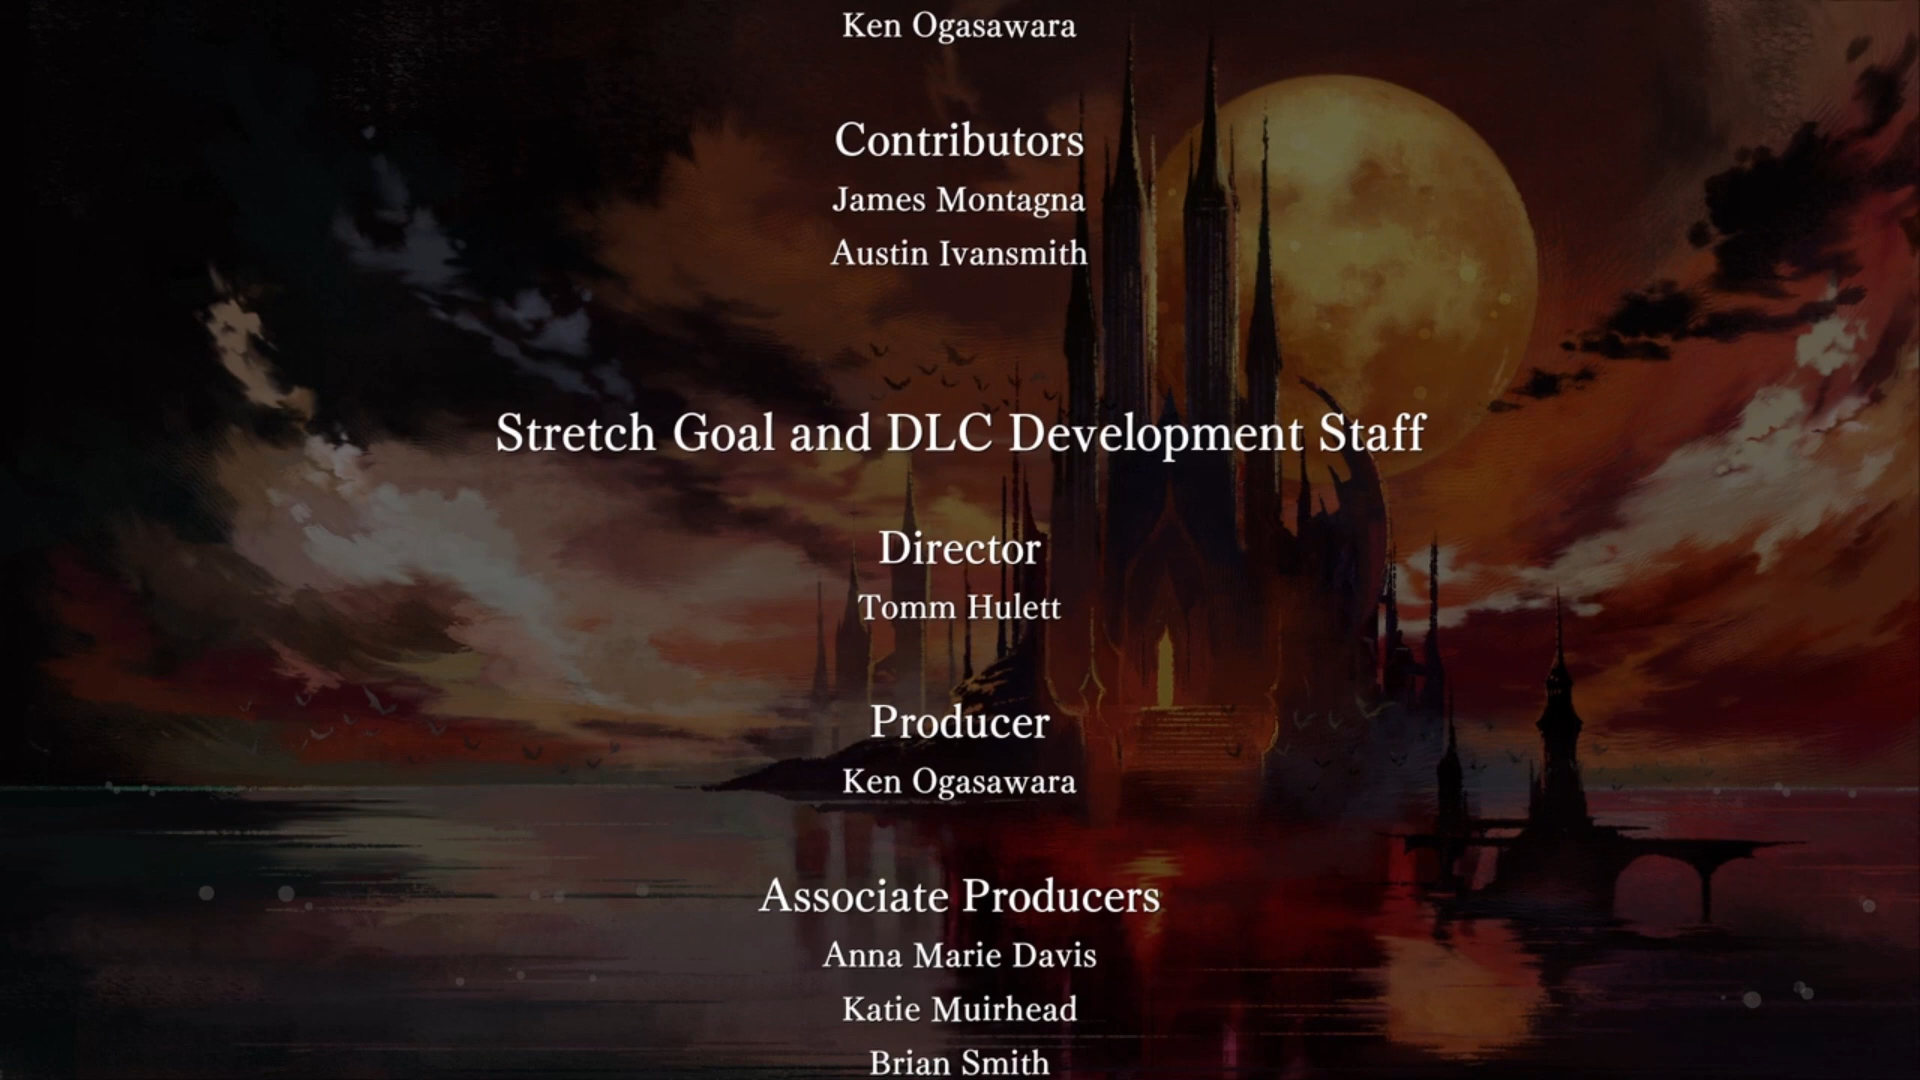 Ken Ogasawara
Contributors
James Montagna
Austin Ivansmith
Stretch Goal and DLC Development Staff
Director
Tomm Hulett
Producer
Ken Ogasawara
Associate Producers
Anna Marie Davis
Katie Muirhead
Brian Smith